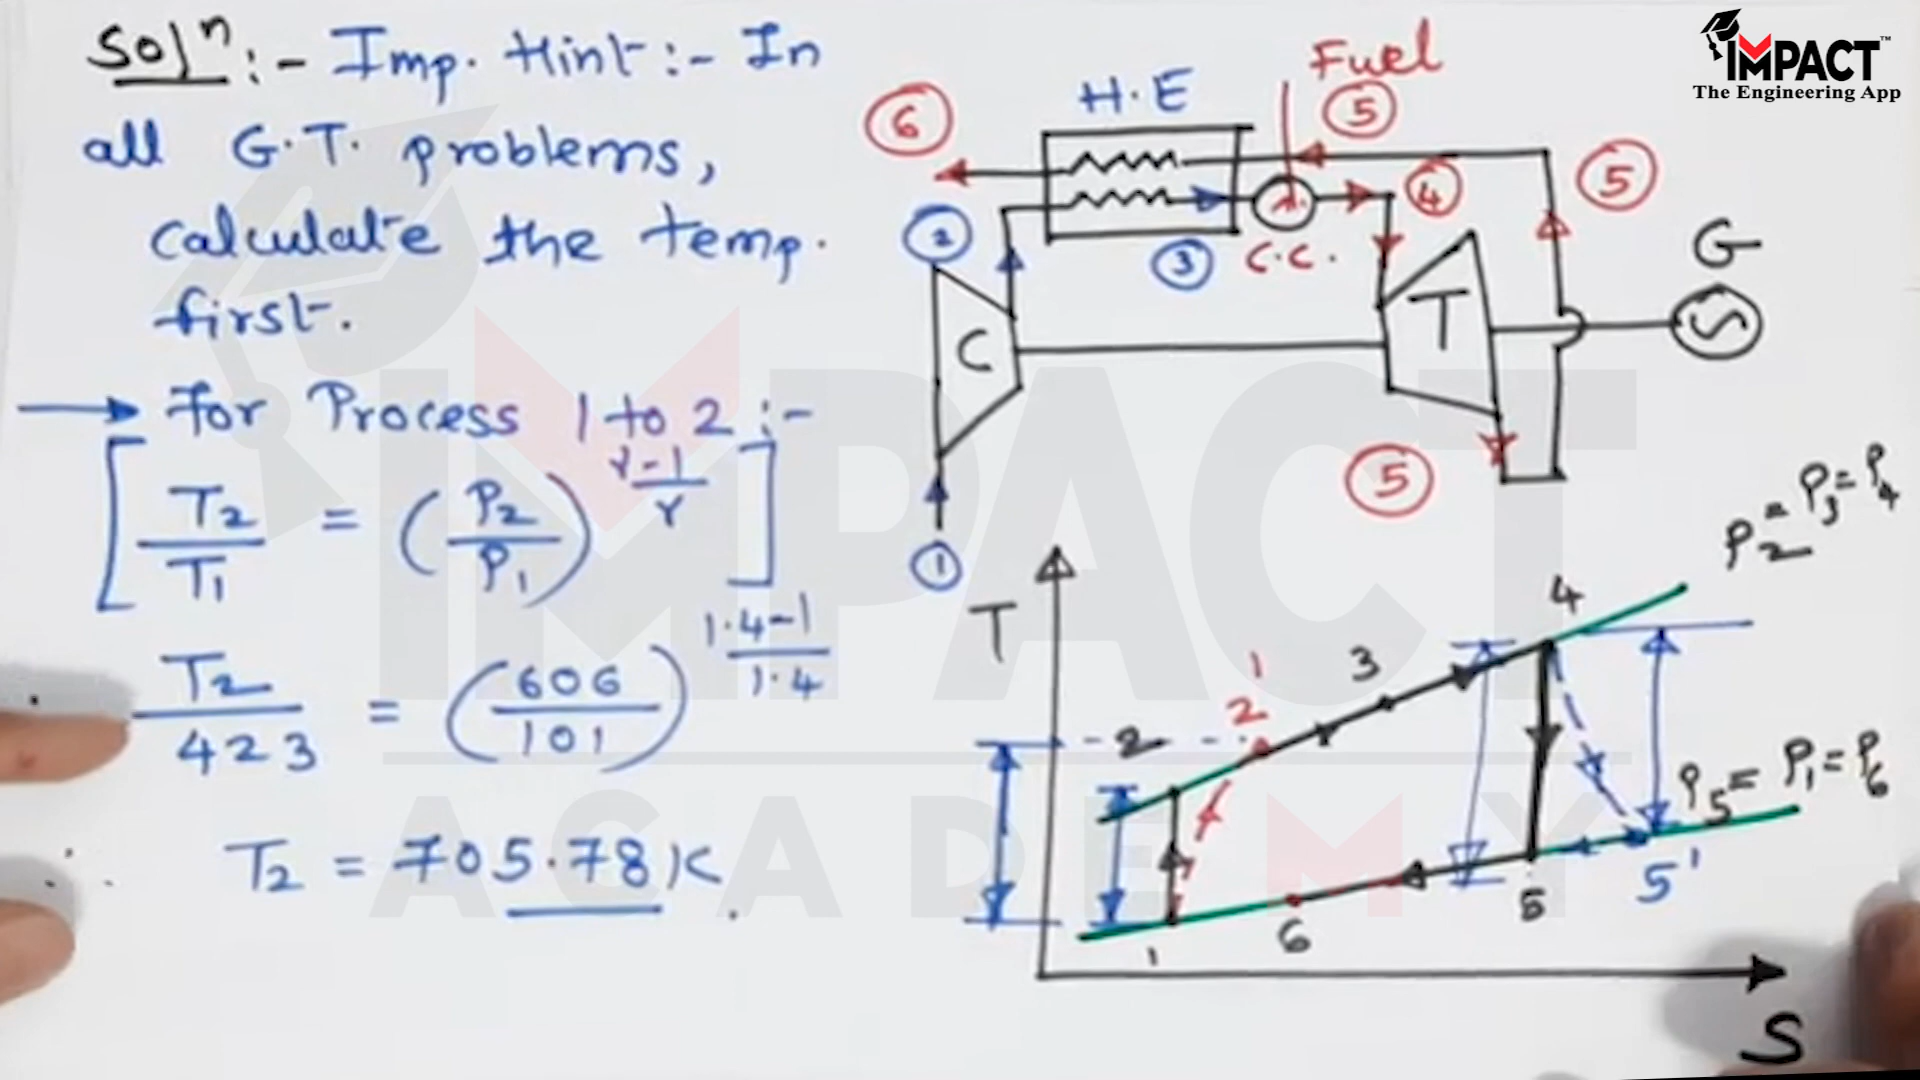 Solⁿ :- Imp. Hint :- In
all G.T. problems,
calculate the temp.
first.
→ For Process 1 to 2 :-
[ T₂/T₁ = (P₂/P₁)^(γ-1)/γ ]
T₂/423 = (606/101)^(1.4-1)/1.4
T₂ = 705.78 K.
IMPACT™
The Engineering App
Fuel
H.E
6
5
5
4
2
3
C.C.
G
C
T
5
1
T
P₂ = P₃ = P₄
4
3
2'
2
P₅ = P₁ = P₆
5'
5
6
1
S
IMPACT
ACADEMY